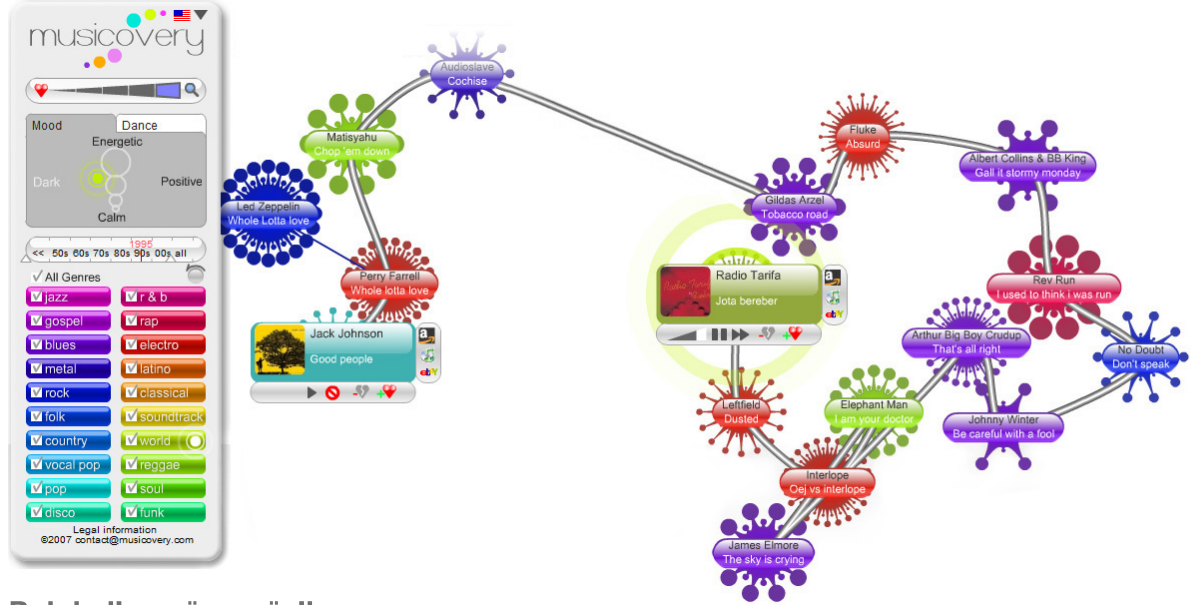 musicovery
Mood
Dance
Energetic
Dark
Positive
Calm
1995
<< 50s 60s 70s 80s 90s 00s all
All Genres
jazz
r & b
gospel
rap
blues
electro
metal
latino
rock
classical
folk
soundtrack
country
world
vocal pop
reggae
pop
soul
disco
funk
Legal information
©2007 contact@musicovery.com
Audioslave
Cochise
Matisyahu
Chop 'em down
Led Zeppelin
Whole Lotta love
Perry Farrell
Whole lotta love
Jack Johnson
Good people
a
ebY
Fluke
Absurd
Albert Collins & BB King
Call it stormy monday
Gildas Arzel
Tobacco road
Radio Tarifa
Jota bereber
a
ebY
Rev Run
I used to think i was run
Arthur Big Boy Crudup
That's all right
No Doubt
Don't speak
Leftfield
Dusted
Elephant Man
I am your doctor
Johnny Winter
Be careful with a fool
Interlope
Oej vs interlope
James Elmore
The sky is crying